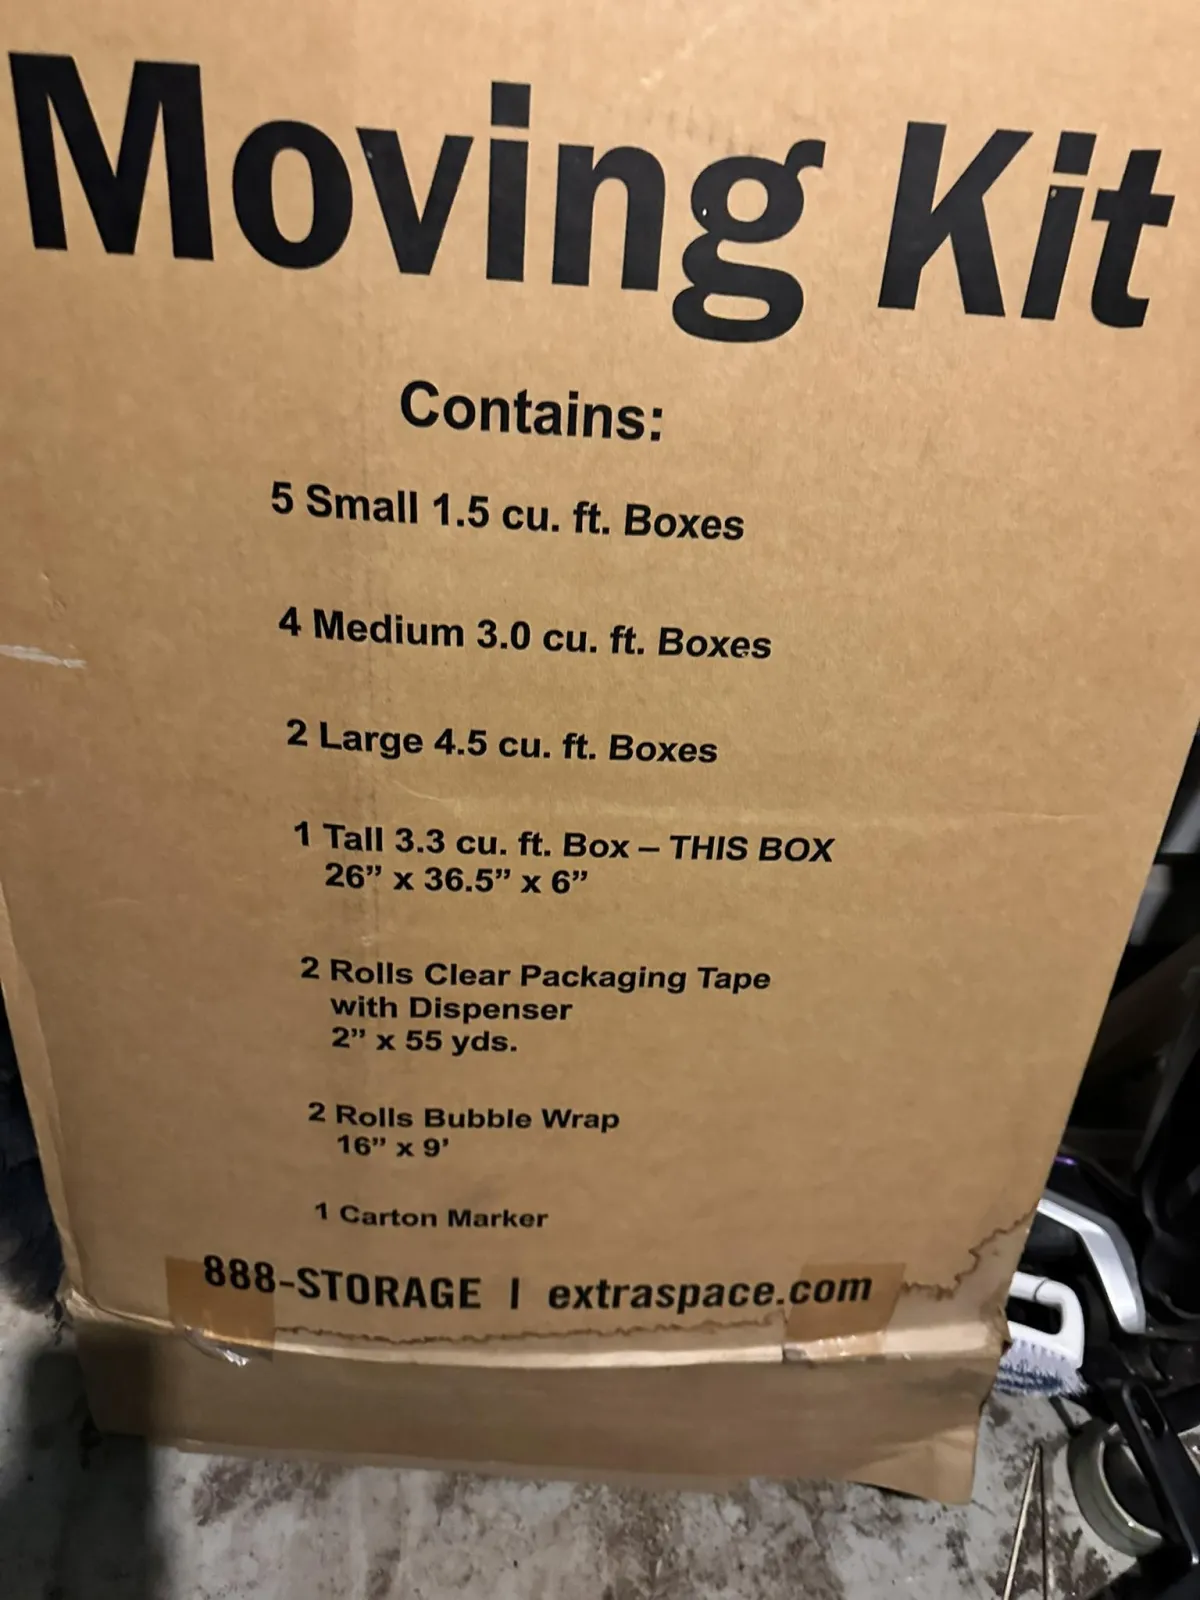 Moving Kit
Contains:
5 Small 1.5 cu. ft. Boxes
4 Medium 3.0 cu. ft. Boxes
2 Large 4.5 cu. ft. Boxes
1 Tall 3.3 cu. ft. Box – THIS BOX
26” x 36.5” x 6”
2 Rolls Clear Packaging Tape
with Dispenser
2” x 55 yds.
2 Rolls Bubble Wrap
16” x 9’
1 Carton Marker
888-STORAGE | extraspace.com